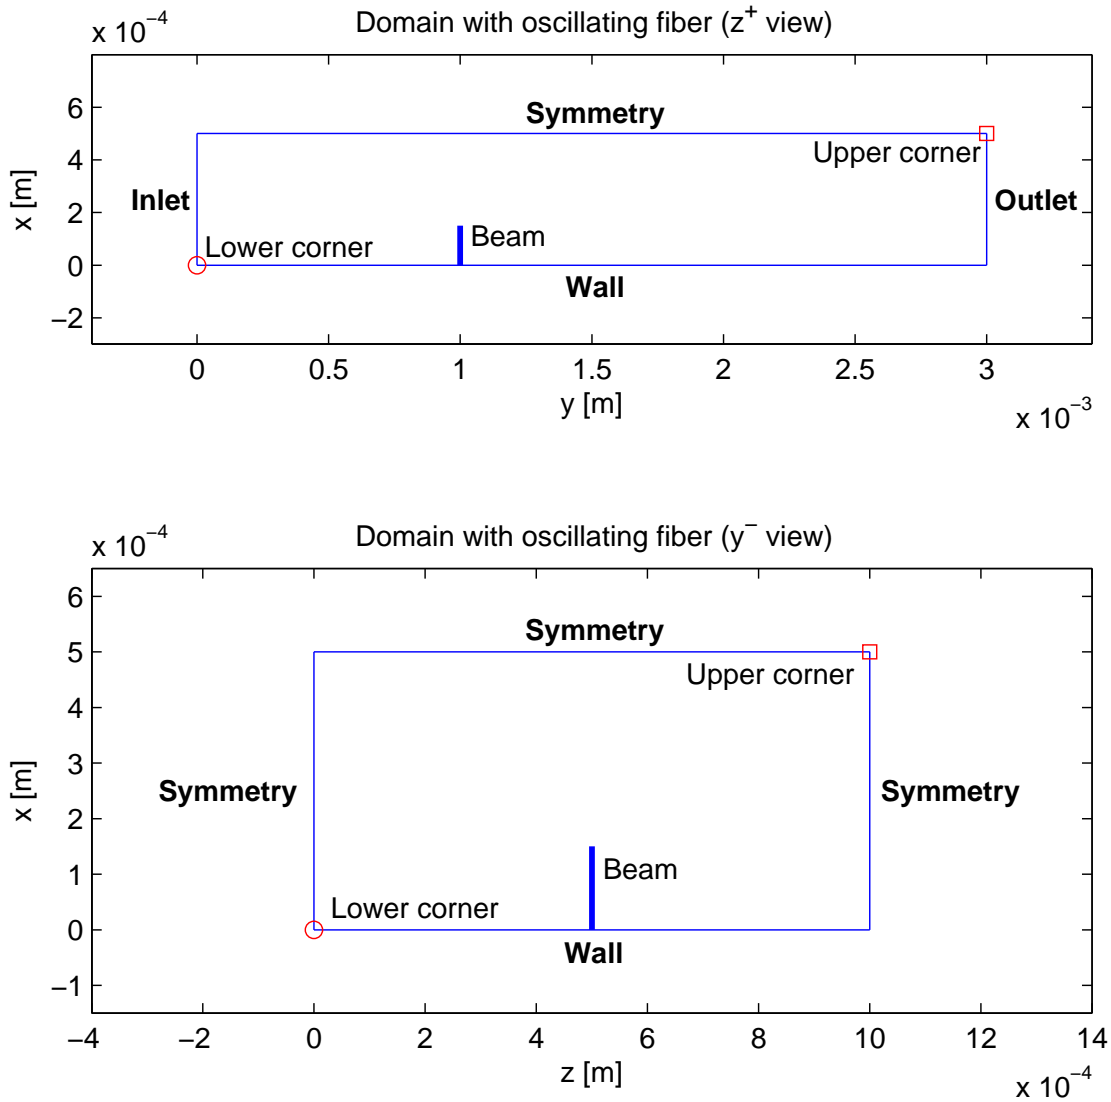 x 10⁻⁴
Domain with oscillating fiber (z⁺ view)
6
4
2
0
−2
x [m]
Symmetry
Upper corner
Inlet
Outlet
Lower corner
Beam
Wall
0 0.5 1 1.5 2 2.5 3
y [m]
x 10⁻³
x 10⁻⁴
Domain with oscillating fiber (y⁻ view)
6
5
4
3
2
1
0
−1
x [m]
Symmetry
Upper corner
Symmetry
Symmetry
Beam
Lower corner
Wall
−4 −2 0 2 4 6 8 10 12 14
z [m]
x 10⁻⁴